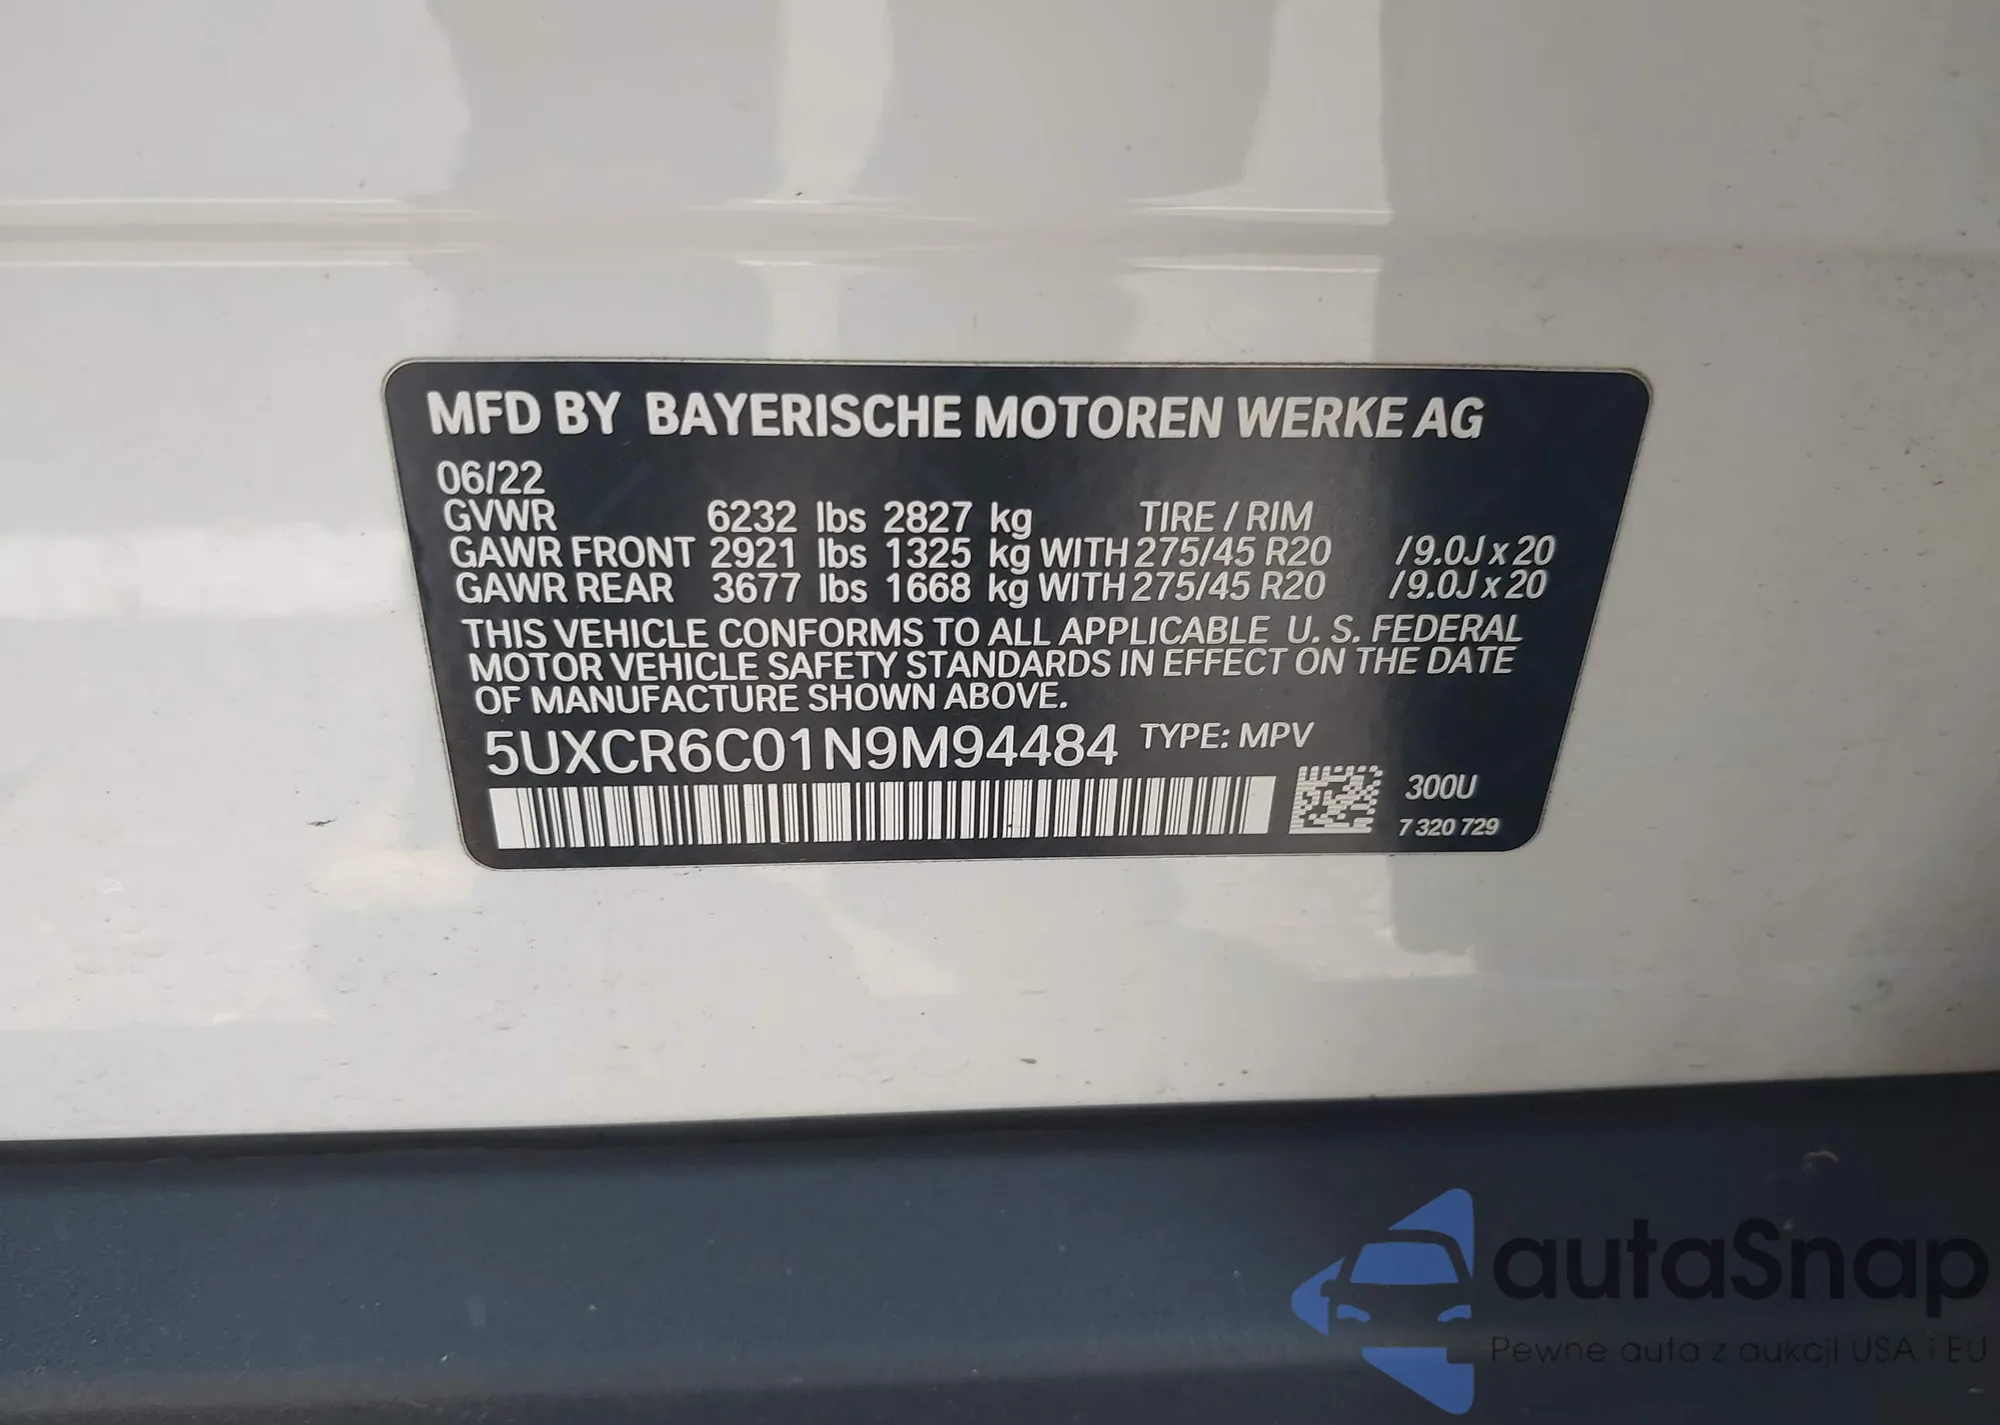 MFD BY BAYERISCHE MOTOREN WERKE AG
06/22
GVWR 6232 lbs 2827 kg TIRE / RIM
GAWR FRONT 2921 lbs 1325 kg WITH 275/45 R20 /9.0J x 20
GAWR REAR 3677 lbs 1668 kg WITH 275/45 R20 /9.0J x 20
THIS VEHICLE CONFORMS TO ALL APPLICABLE U. S. FEDERAL
MOTOR VEHICLE SAFETY STANDARDS IN EFFECT ON THE DATE
OF MANUFACTURE SHOWN ABOVE.
5UXCR6C01N9M94484 TYPE: MPV
300U
7 320 729
autaSnap
Pewne auta z aukcji USA i EU